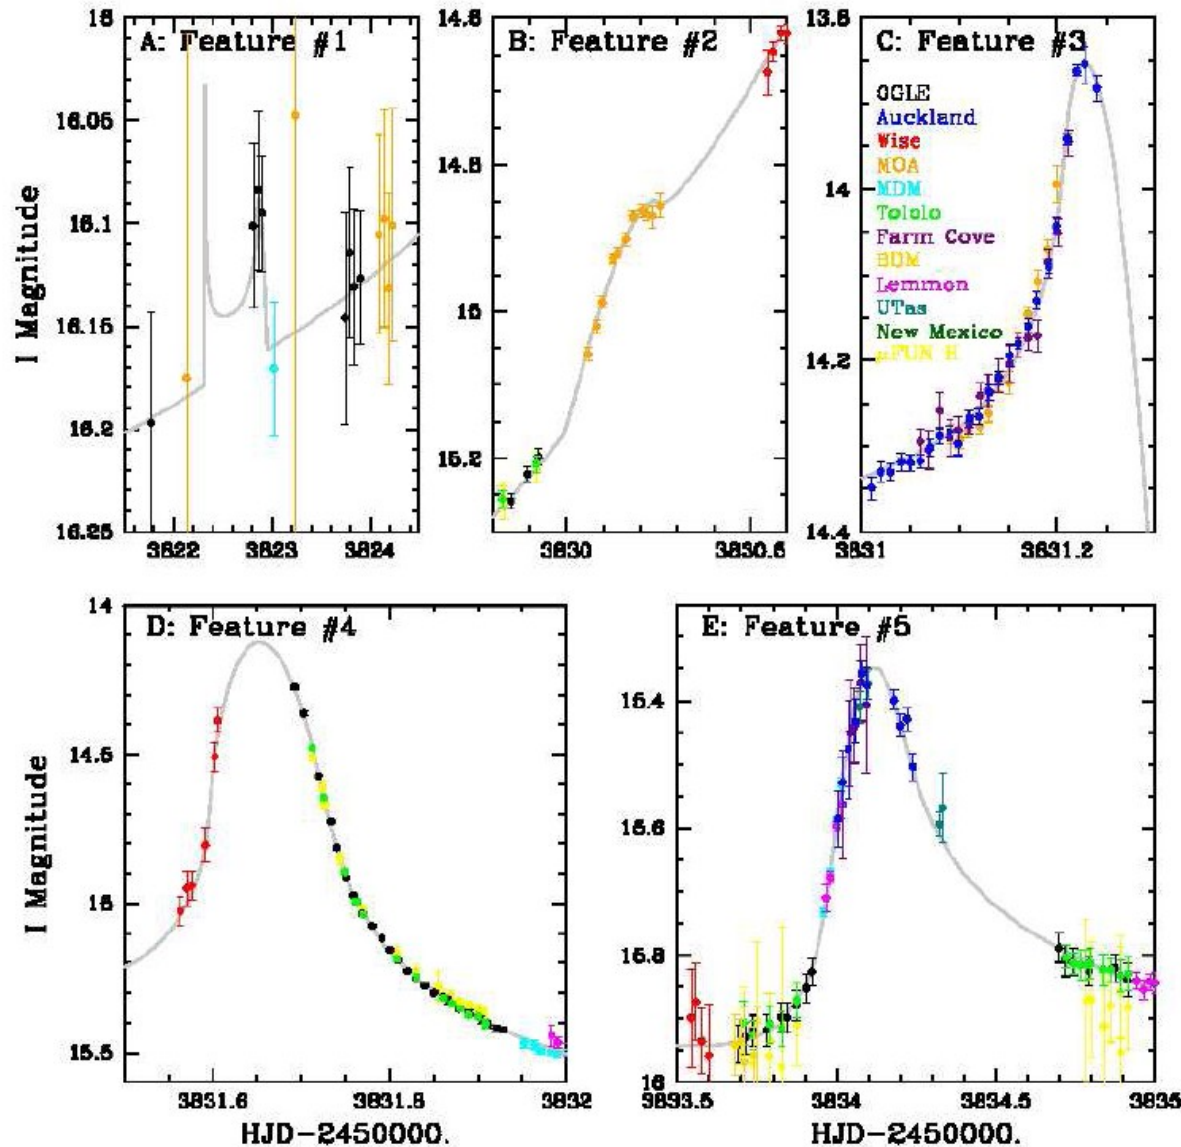 A: Feature #1
I Magnitude
16
16.05
16.1
16.15
16.2
16.25
3822
3823
3824
B: Feature #2
14.6
14.8
15
15.2
3830
3830.5
C: Feature #3
13.8
14
14.2
14.4
OGLE
Auckland
Wise
MOA
MDM
Tololo
Farm Cove
BDM
Lemmon
UTas
New Mexico
μFUN H
3831
3831.2
D: Feature #4
I Magnitude
14
14.5
15
15.5
3831.6
3831.8
3832
HJD-2450000.
E: Feature #5
15.4
15.6
15.8
16
3833.5
3834
3834.5
3835
HJD-2450000.